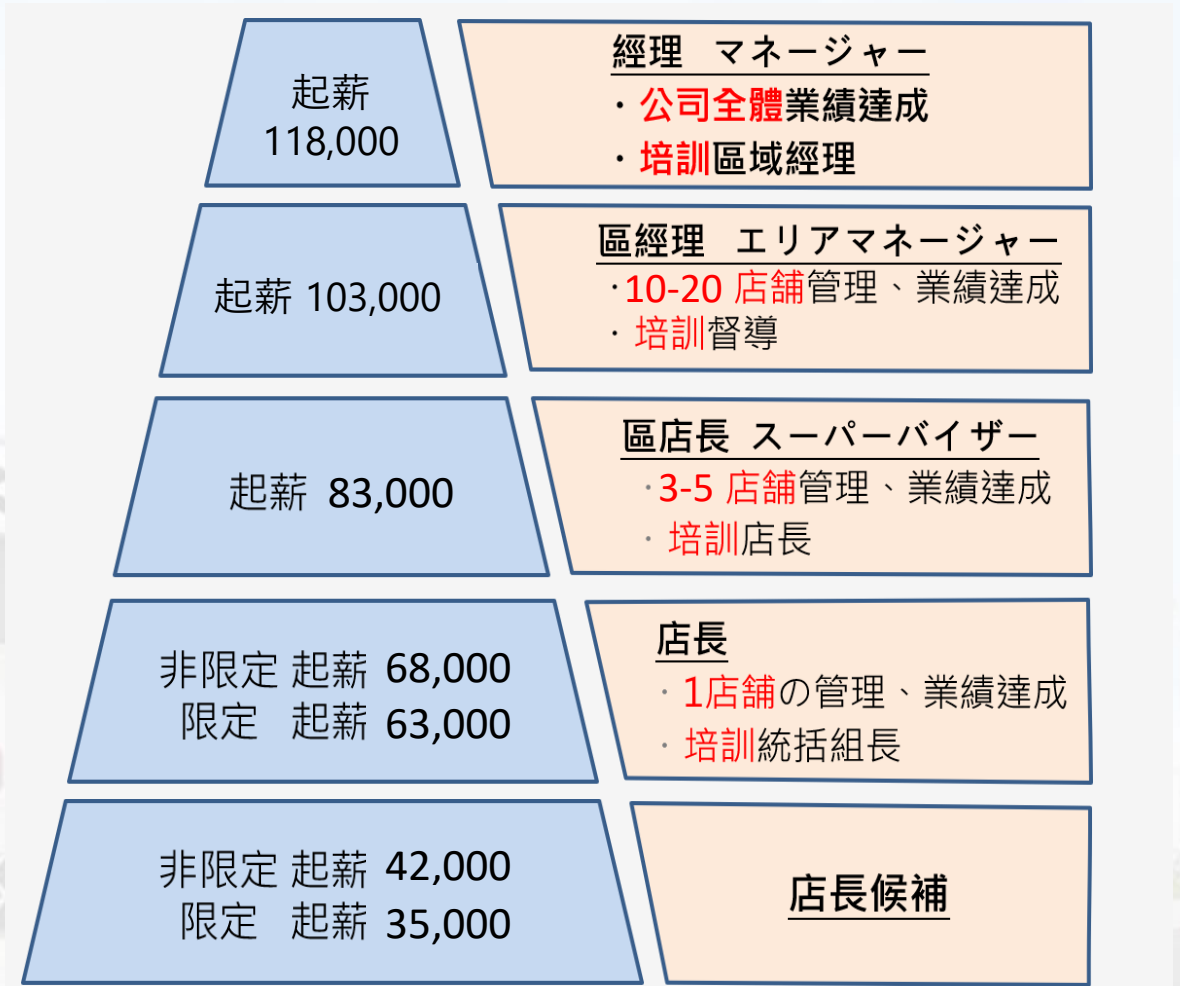 起薪
118,000
經理 マネージャー
・公司全體業績達成
・培訓區域經理
起薪 103,000
區經理 エリアマネージャー
・10-20 店舖管理、業績達成
・培訓督導
起薪 83,000
區店長 スーパーバイザー
・3-5 店舖管理、業績達成
・培訓店長
非限定 起薪 68,000
限定 起薪 63,000
店長
・1店舖の管理、業績達成
・培訓統括組長
非限定 起薪 42,000
限定 起薪 35,000
店長候補